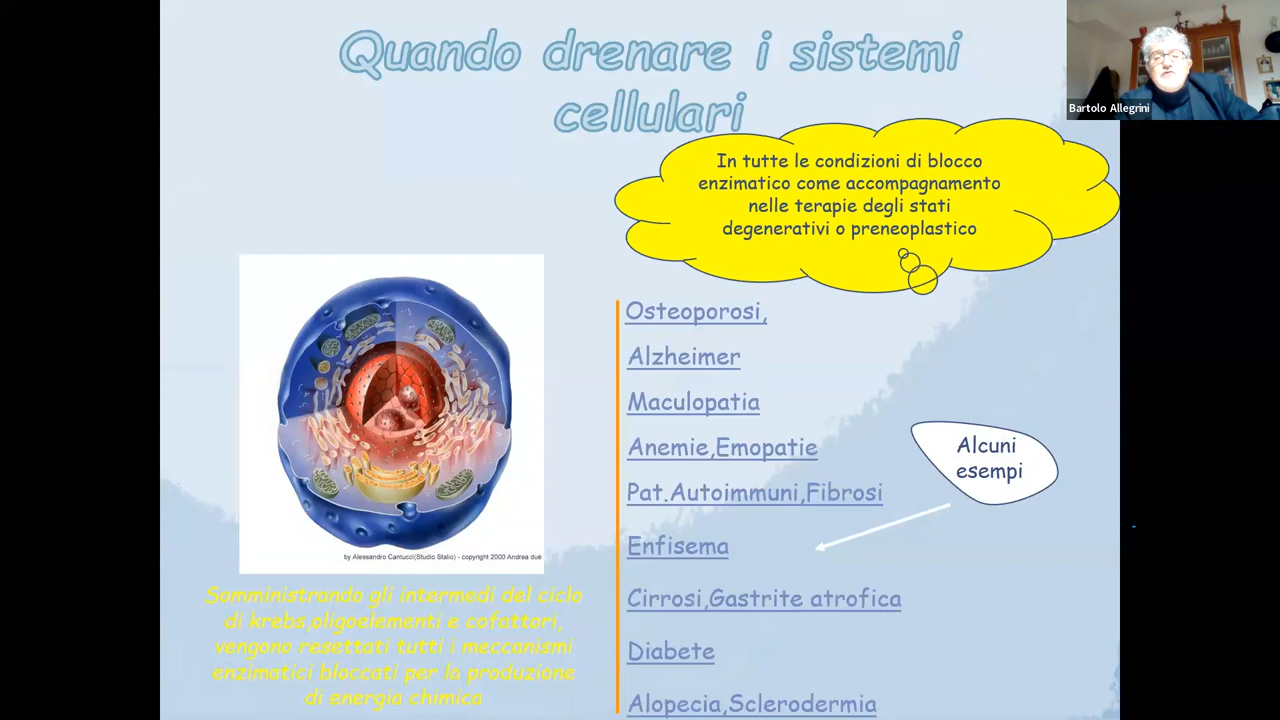 Quando drenare i sistemi
cellulari
Bartolo Allegrini
In tutte le condizioni di blocco
enzimatico come accompagnamento
nelle terapie degli stati
degenerativi o preneoplastico
Osteoporosi,
Alzheimer
Maculopatia
Anemie,Emopatie
Pat.Autoimmuni,Fibrosi
Enfisema
Cirrosi,Gastrite atrofica
Diabete
Alopecia,Sclerodermia
Alcuni
esempi
by Alessandro Cantucci(Studio Stalio) - copyright 2000 Andrea due
Somministrando gli intermedi del ciclo
di krebs,oligoelementi e cofattori,
vengono resettati tutti i meccanismi
enzimatici bloccati per la produzione
di energia chimica